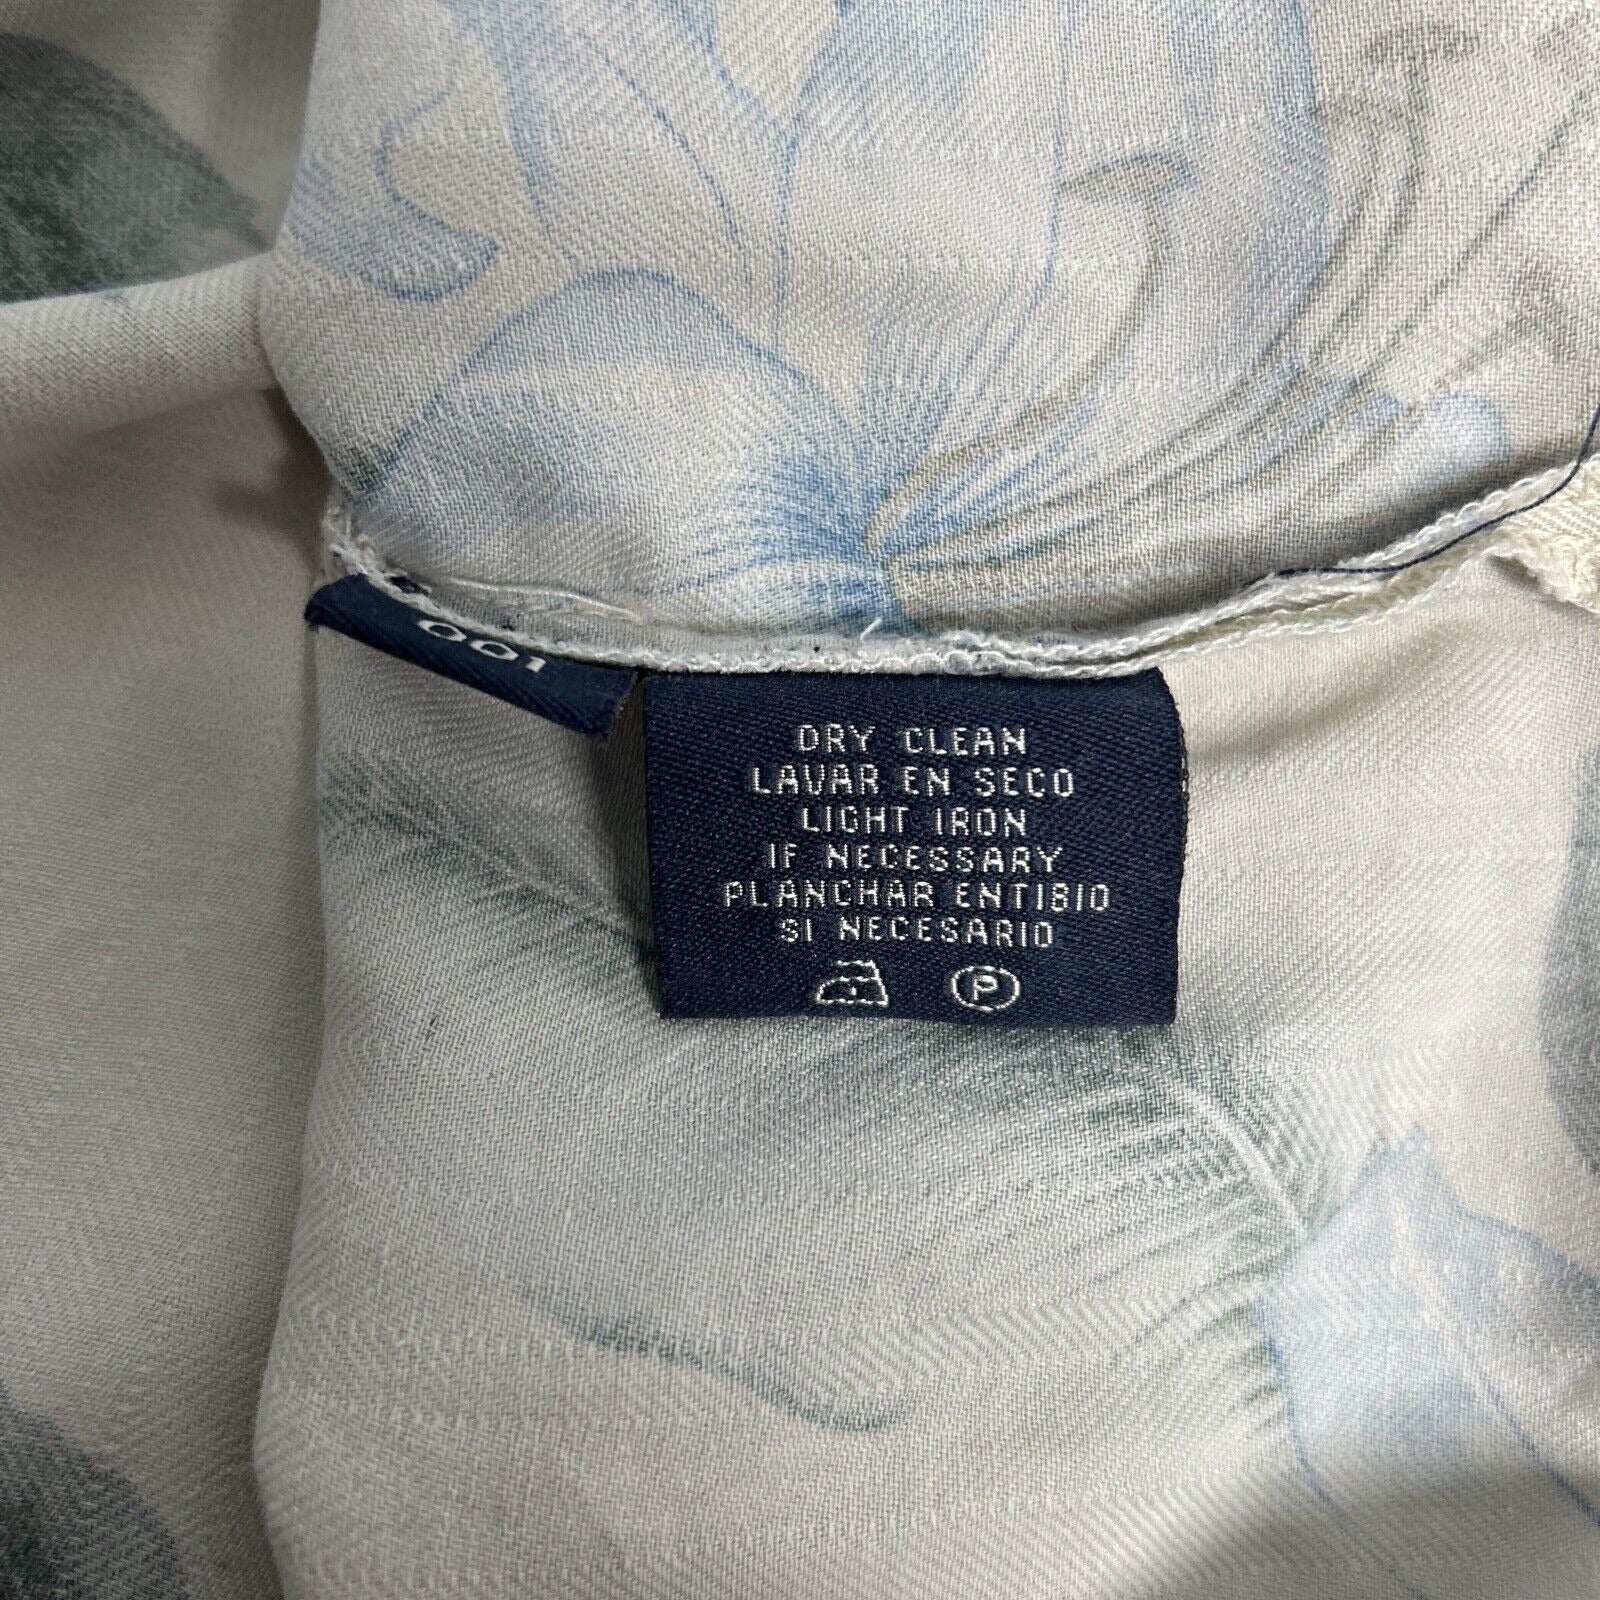 001
DRY CLEAN
LAVAR EN SECO
LIGHT IRON
IF NECESSARY
PLANCHAR ENTIBIO
SI NECESARIO
P